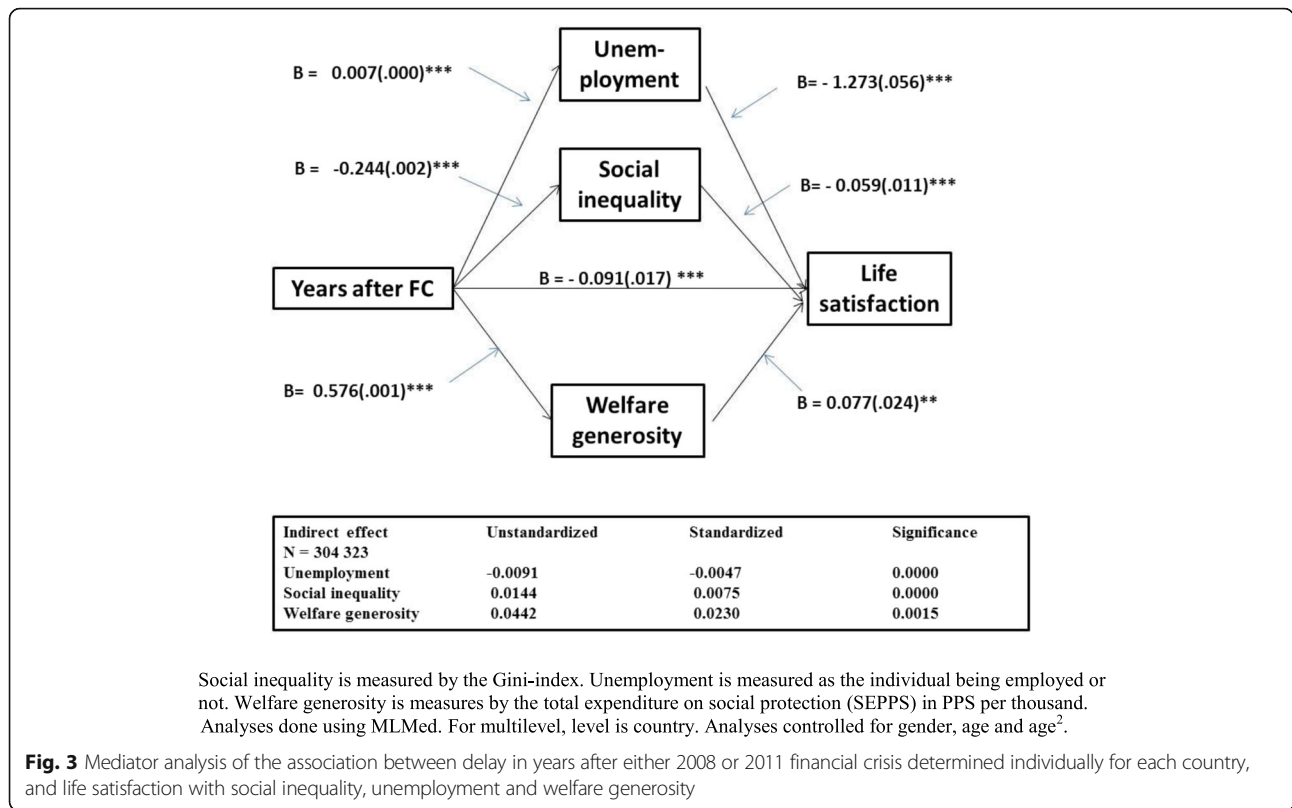 Unem-
ployment
B = 0.007(.000)***
B= - 1.273(.056)***
B = -0.244(.002)***
Social
inequality
B= - 0.059(.011)***
Years after FC
B = - 0.091(.017) ***
Life
satisfaction
B= 0.576(.001)***
Welfare
generosity
B = 0.077(.024)**
Indirect effect Unstandardized Standardized Significance
N = 304 323
Unemployment -0.0091 -0.0047 0.0000
Social inequality 0.0144 0.0075 0.0000
Welfare generosity 0.0442 0.0230 0.0015
Social inequality is measured by the Gini-index. Unemployment is measured as the individual being employed or
not. Welfare generosity is measures by the total expenditure on social protection (SEPPS) in PPS per thousand.
Analyses done using MLMed. For multilevel, level is country. Analyses controlled for gender, age and age².
Fig. 3 Mediator analysis of the association between delay in years after either 2008 or 2011 financial crisis determined individually for each country,
and life satisfaction with social inequality, unemployment and welfare generosity